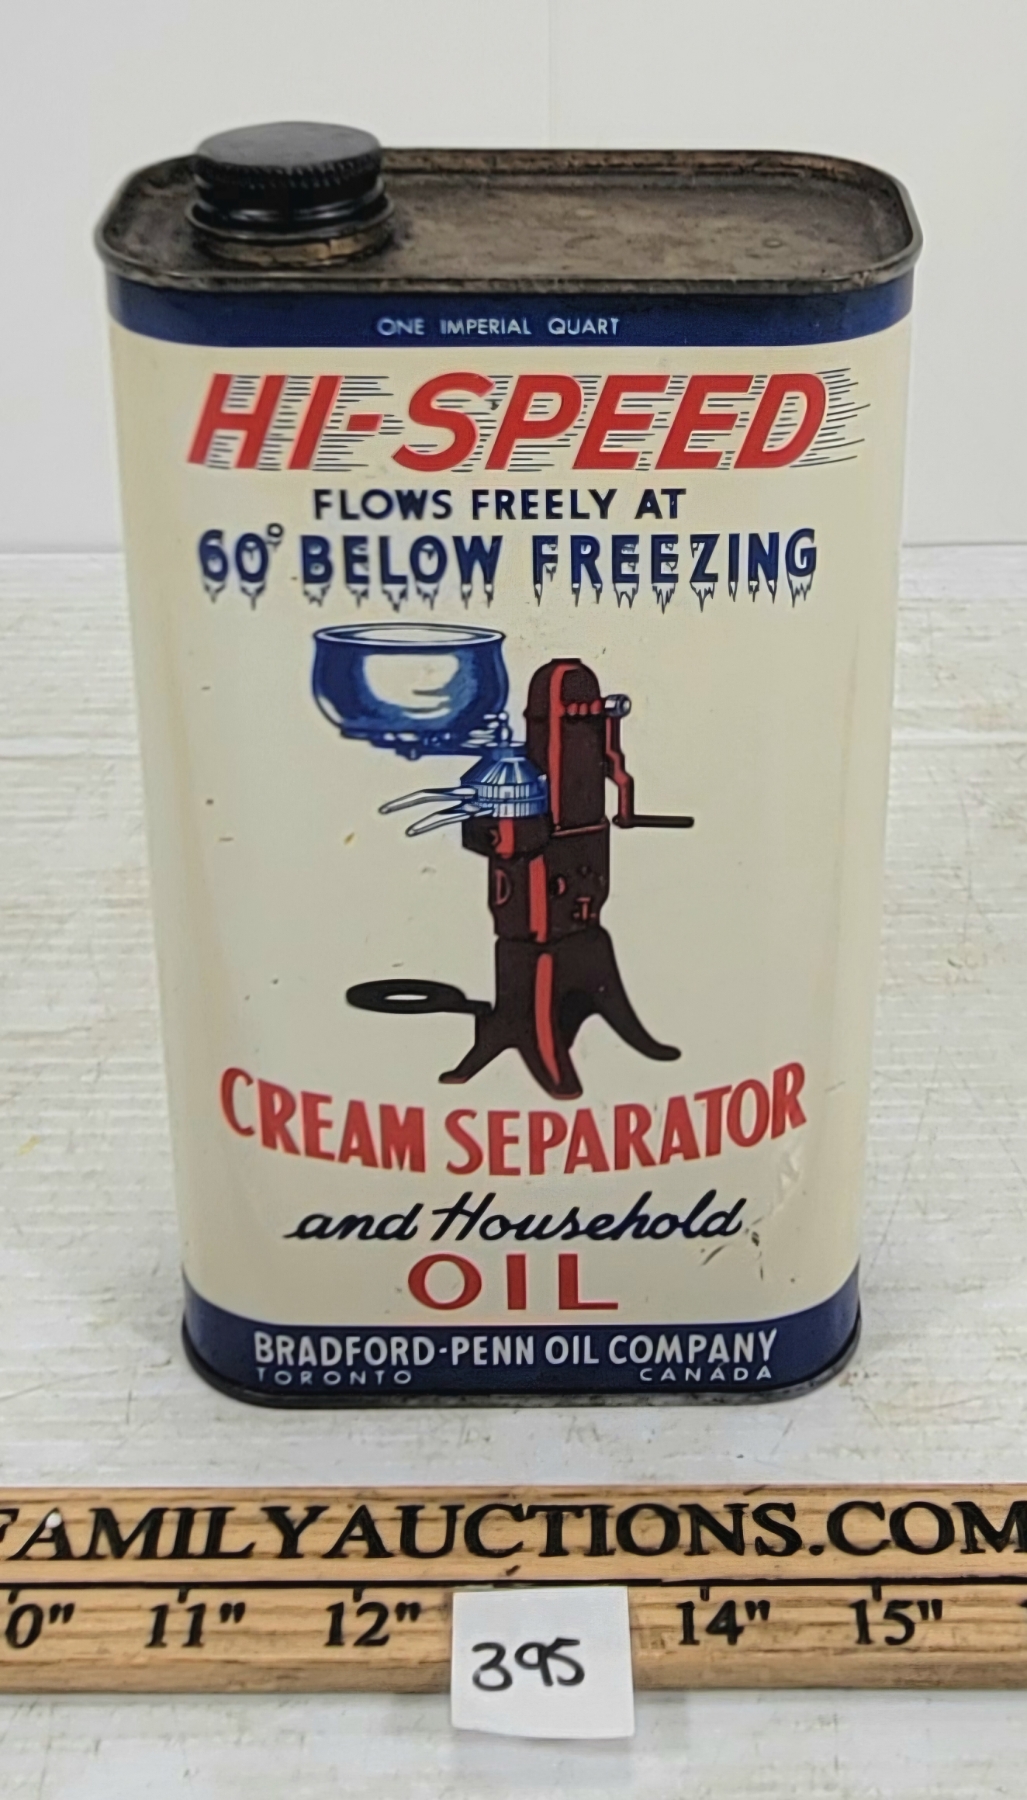 ONE IMPERIAL QUART
HI-SPEED
FLOWS FREELY AT
60° BELOW FREEZING
CREAM SEPARATOR
and Household
OIL
BRADFORD-PENN OIL COMPANY
TORONTO CANADA
FAMILYAUCTIONS.COM
0" 11" 12" 14" 15"
395